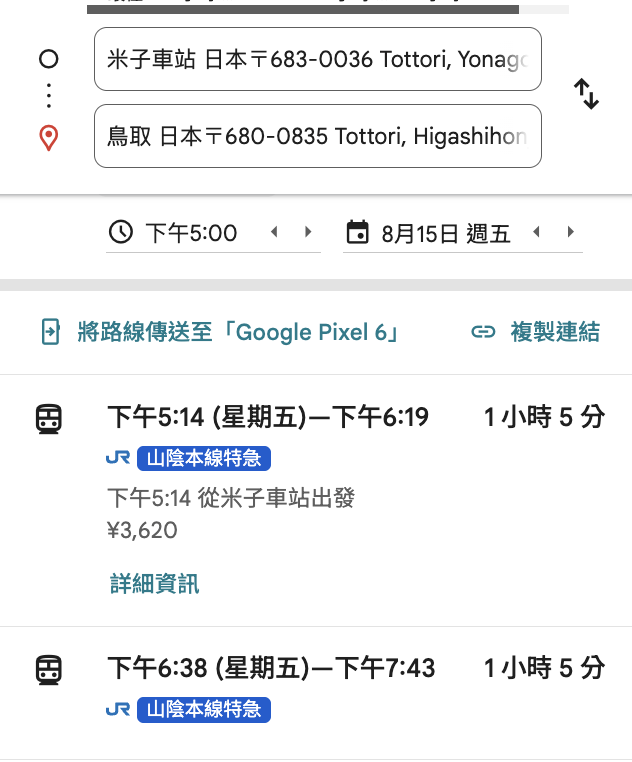 米子車站 日本〒683-0036 Tottori, Yonago
鳥取 日本〒680-0835 Tottori, Higashihon
下午5:00
8月15日 週五
將路線傳送至「Google Pixel 6」
複製連結
下午5:14 (星期五)—下午6:19
1 小時 5 分
JR 山陰本線特急
下午5:14 從米子車站出發
¥3,620
詳細資訊
下午6:38 (星期五)—下午7:43
1 小時 5 分
JR 山陰本線特急